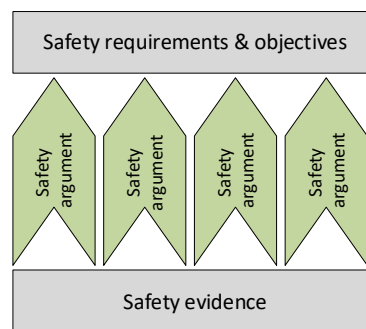 Safety requirements & objectives
Safety
argument
Safety
argument
Safety
argument
Safety
argument
Safety evidence